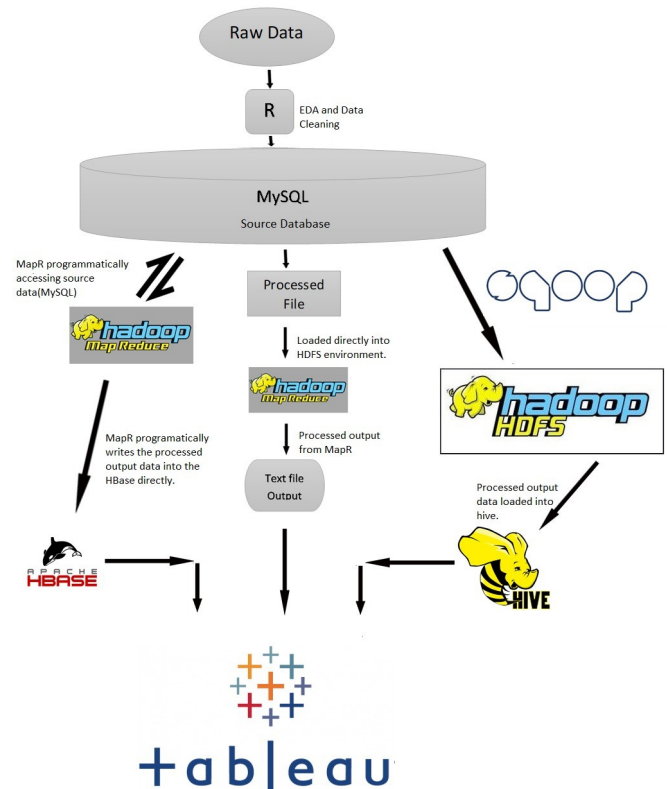 Raw Data
R
EDA and Data
Cleaning
MySQL
Source Database
MapR programmatically
accessing source
data(MySQL)
hadoop
Map Reduce
Processed
File
Loaded directly into
HDFS environment.
hadoop
Map Reduce
sqoop
hadoop
HDFS
MapR programatically
writes the processed
output data into the
HBase directly.
Processed output
from MapR
Text file
Output
Processed output
data loaded into
hive.
APACHE
HBASE
HIVE
+ableau